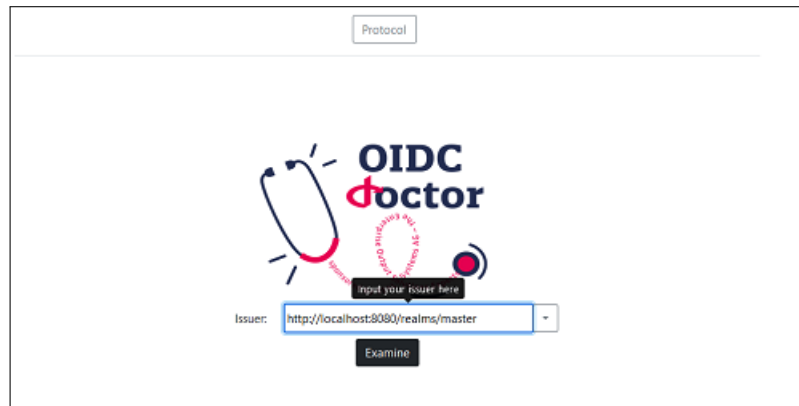 Protocol
OIDC
doctor
Input your issuer here
Issuer: http://localhost:8080/realms/master
Examine